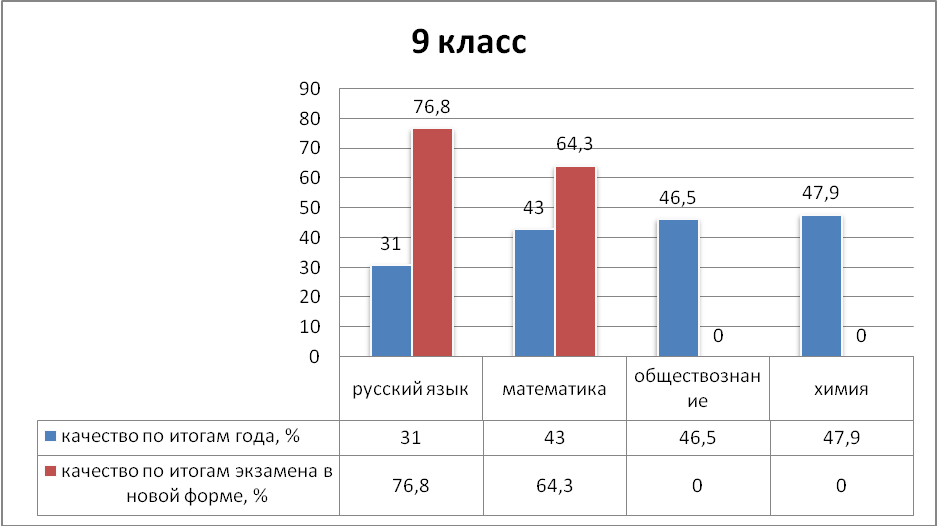 9 класс
90
80
70
60
50
40
30
20
10
0
76,8
64,3
31
43
46,5
47,9
0
0
русский язык
математика
обществознан
ие
химия
качество по итогам года, %
31
43
46,5
47,9
качество по итогам экзамена в
новой форме, %
76,8
64,3
0
0